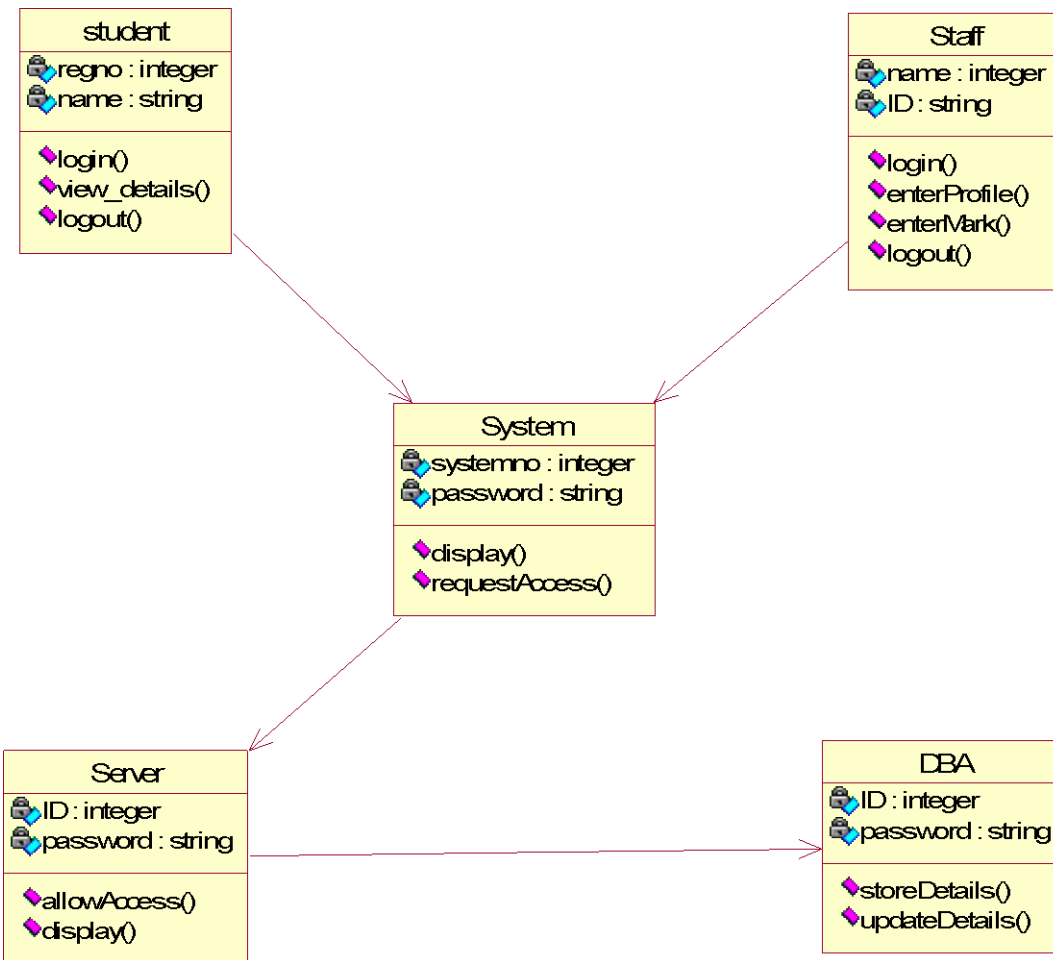 student
regno : integer
name : string
login()
view_details()
logout()
Staff
name : integer
ID : string
login()
enterProfile()
enterMark()
logout()
System
systemno : integer
password : string
display()
requestAccess()
Server
ID : integer
password : string
allowAccess()
display()
DBA
ID : integer
password : string
storeDetails()
updateDetails()